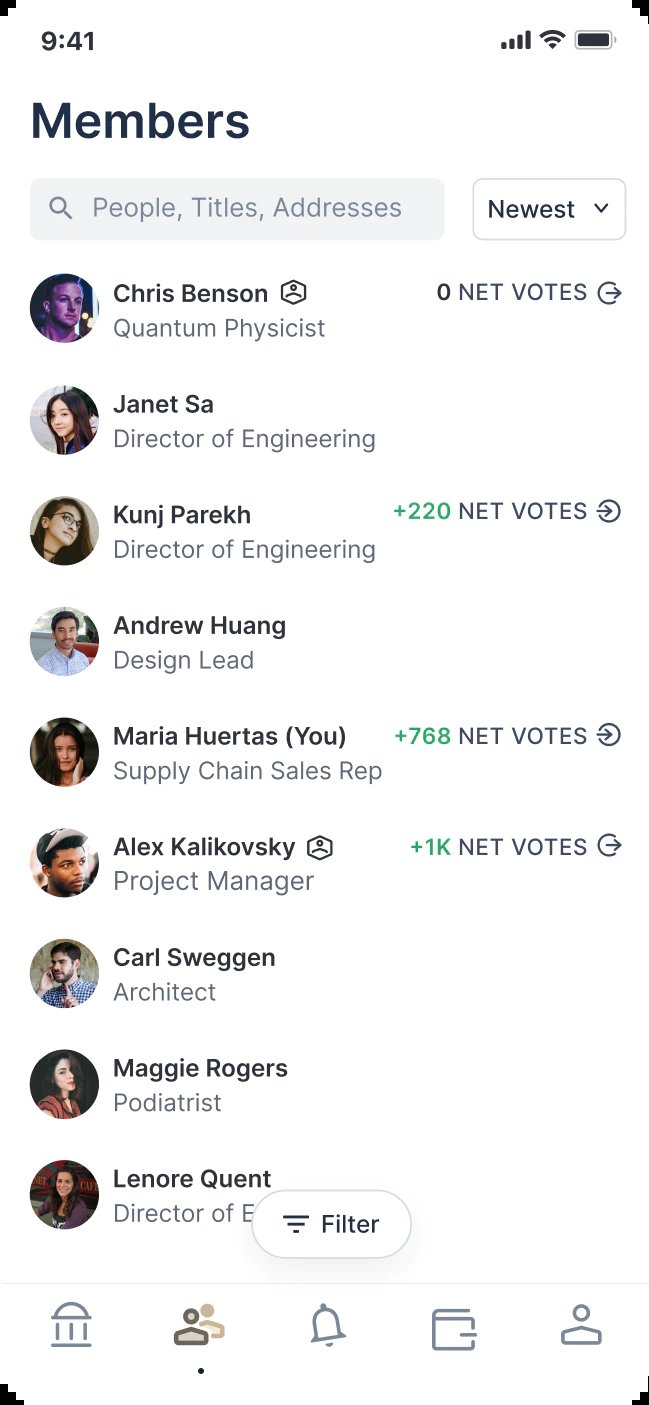 9:41
Members
People, Titles, Addresses
Newest
Chris Benson
0 NET VOTES
Quantum Physicist
Janet Sa
Director of Engineering
Kunj Parekh
+220 NET VOTES
Director of Engineering
Andrew Huang
Design Lead
Maria Huertas (You)
+768 NET VOTES
Supply Chain Sales Rep
Alex Kalikovsky
+1K NET VOTES
Project Manager
Carl Sweggen
Architect
Maggie Rogers
Podiatrist
Lenore Quent
Director of E
Filter